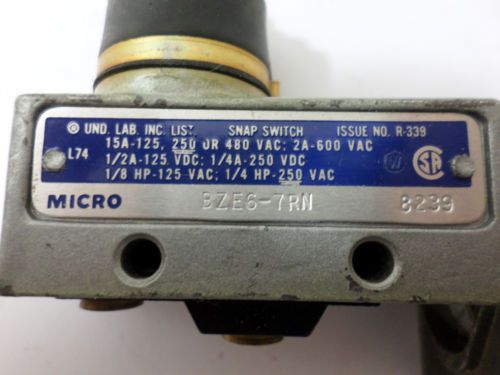 ® UND. LAB. INC. LIST. SNAP SWITCH ISSUE NO. R-339
15A-125, 250 OR 480 VAC; 2A-600 VAC
L74 1/2A-125 VDC; 1/4A-250 VDC
1/8 HP-125 VAC; 1/4 HP-250 VAC
SA
MICRO BZE6-7RN 8239